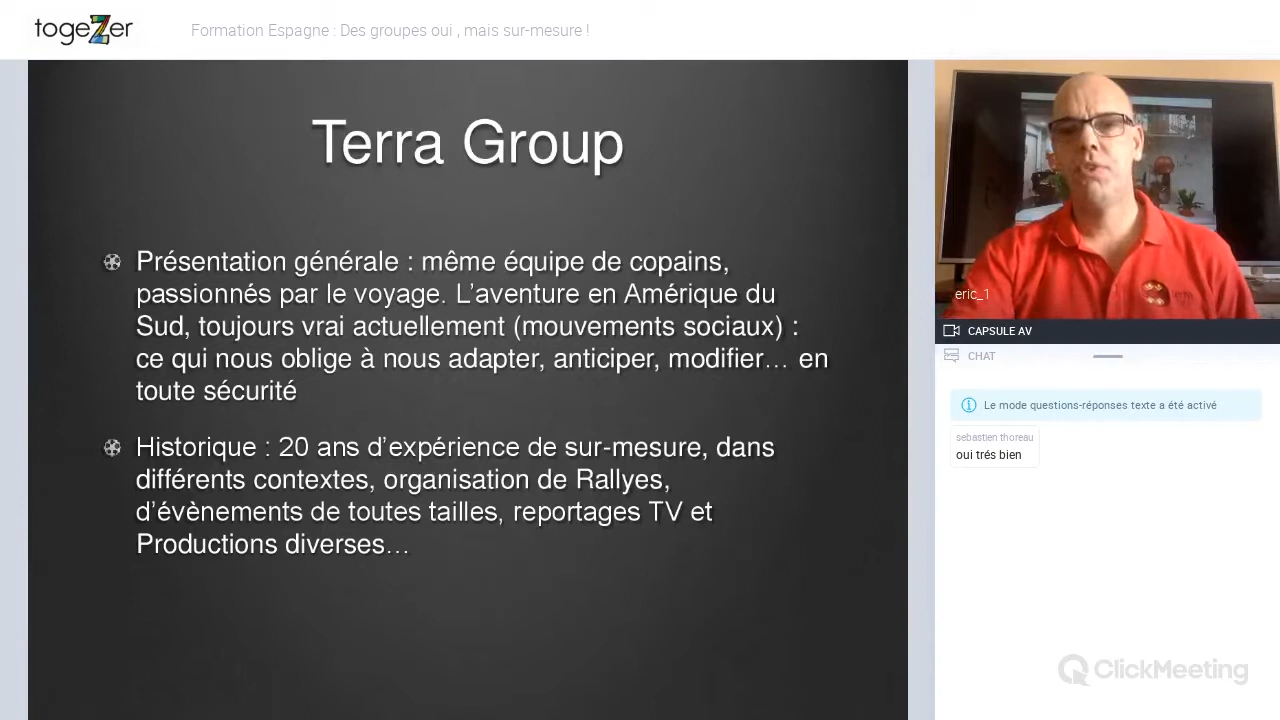 togeZer
Formation Espagne : Des groupes oui , mais sur-mesure !
Terra Group
Présentation générale : même équipe de copains,
passionnés par le voyage. L’aventure en Amérique du
Sud, toujours vrai actuellement (mouvements sociaux) :
ce qui nous oblige à nous adapter, anticiper, modifier… en
toute sécurité
Historique : 20 ans d’expérience de sur-mesure, dans
différents contextes, organisation de Rallyes,
d’évènements de toutes tailles, reportages TV et
Productions diverses…
eric_1
CAPSULE AV
CHAT
Le mode questions-réponses texte a été activé
sebastien thoreau
oui trés bien
ClickMeeting